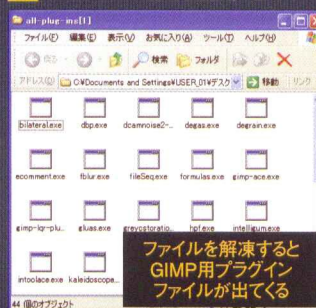 all-plug-ins[1]
ファイル(F) 編集(E) 表示(V) お気に入り(A) ツール(T) ヘルプ(H)
戻る 検索 フォルダ
アドレス(D) C:¥Documents and Settings¥USER_01¥デスク 移動 リンク
bilateral.exe dbp.exe dcamnoise2-... degas.exe degrain.exe
ecomment.exe fblur.exe fileSeq.exe formulas.exe gimp-ace.exe
gimp-lqr-plu... gluas.exe greycstoratio... hpf.exe intelligum.exe
intoolace.exe kaleidoscope...
ファイルを解凍すると
GIMP用プラグイン
ファイルが出てくる
44 個のオブジェクト